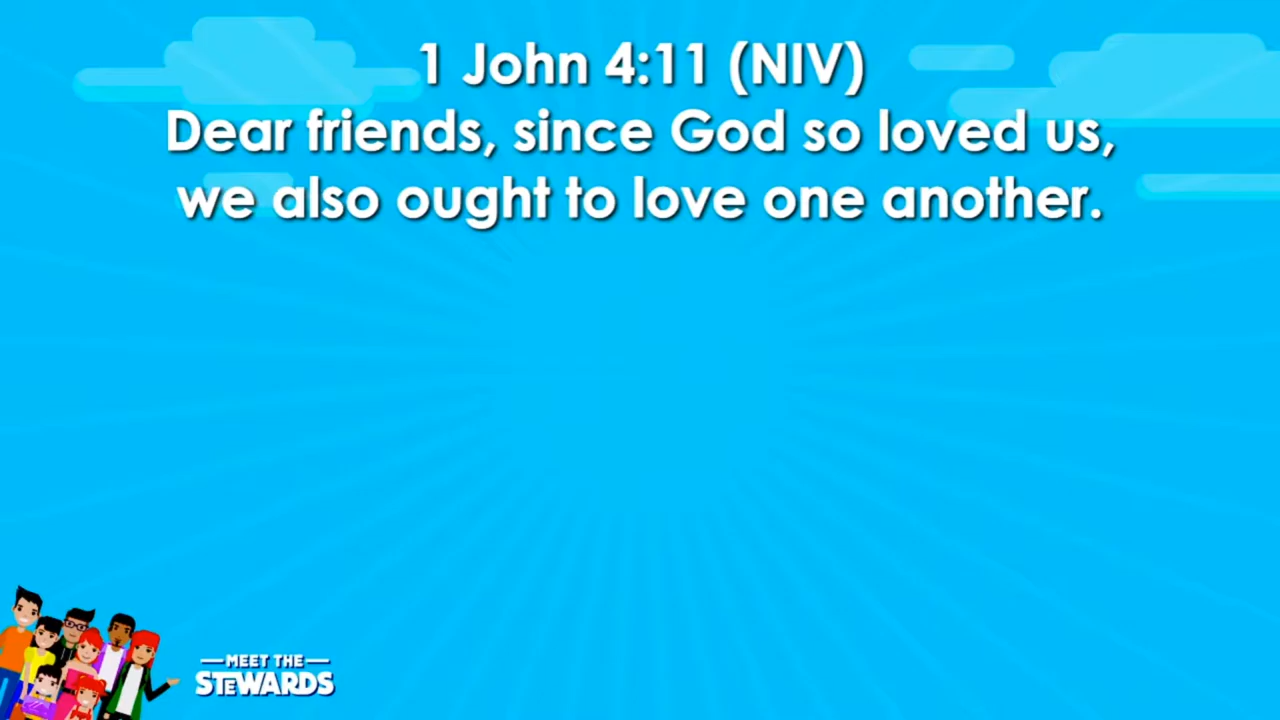 1 John 4:11 (NIV)
Dear friends, since God so loved us,
we also ought to love one another.
MEET THE
STeWARDS